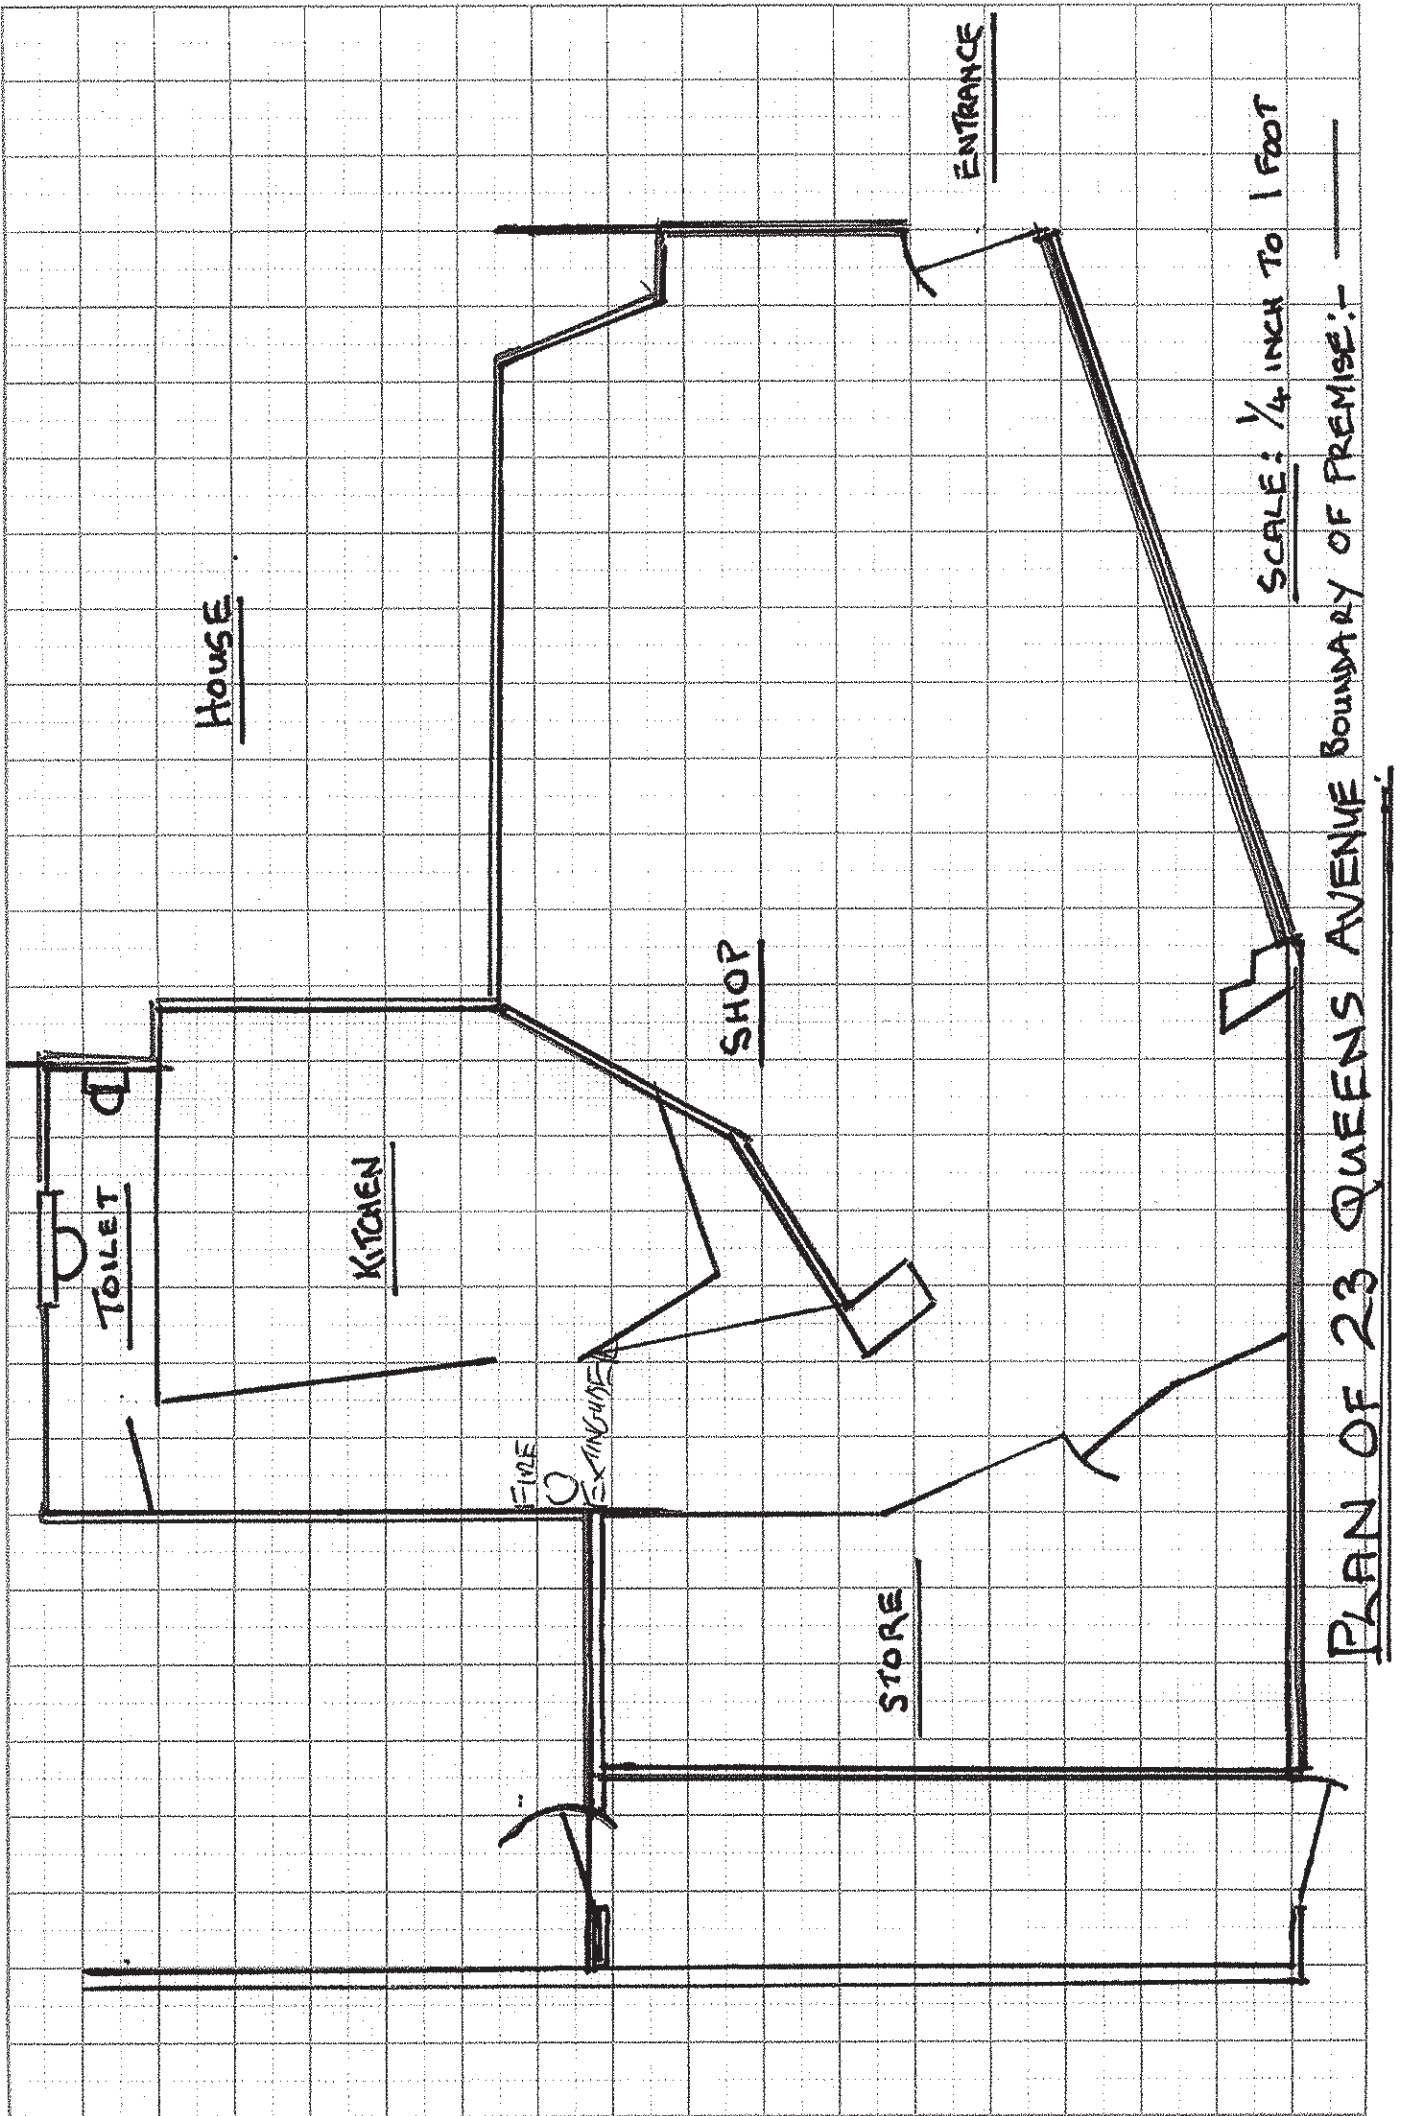 HOUSE
ENTRANCE
TOILET
KITCHEN
SHOP
FIRE
EXTINGUISER
STORE
SCALE: 1/4 INCH TO 1 FOOT
BOUNDARY OF PREMISE:-
PLAN OF 23 QUEENS AVENUE